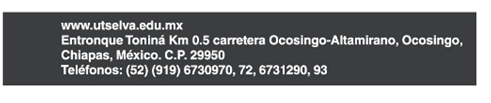 www.utselva.edu.mx
Entronque Toniná Km 0.5 carretera Ocosingo-Altamirano, Ocosingo,
Chiapas, México. C.P. 29950
Teléfonos: (52) (919) 6730970, 72, 6731290, 93